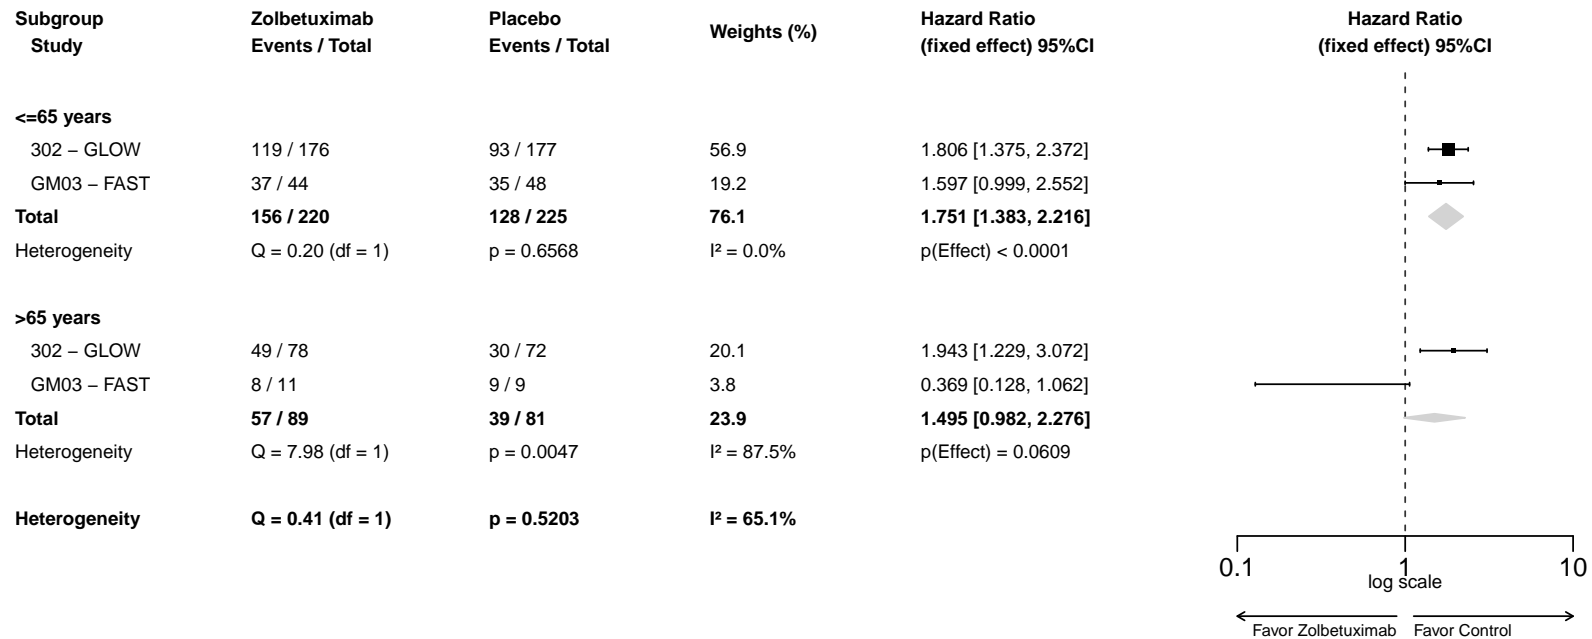 Subgroup Zolbetuximab Placebo Weights (%) Hazard Ratio Hazard Ratio
Study Events / Total Events / Total (fixed effect) 95%CI (fixed effect) 95%CI
<=65 years
302 − GLOW 119 / 176 93 / 177 56.9 1.806 [1.375, 2.372]
GM03 − FAST 37 / 44 35 / 48 19.2 1.597 [0.999, 2.552]
Total 156 / 220 128 / 225 76.1 1.751 [1.383, 2.216]
Heterogeneity Q = 0.20 (df = 1) p = 0.6568 I² = 0.0% p(Effect) < 0.0001
>65 years
302 − GLOW 49 / 78 30 / 72 20.1 1.943 [1.229, 3.072]
GM03 − FAST 8 / 11 9 / 9 3.8 0.369 [0.128, 1.062]
Total 57 / 89 39 / 81 23.9 1.495 [0.982, 2.276]
Heterogeneity Q = 7.98 (df = 1) p = 0.0047 I² = 87.5% p(Effect) = 0.0609
Heterogeneity Q = 0.41 (df = 1) p = 0.5203 I² = 65.1%
0.1 1 10
log scale
Favor Zolbetuximab Favor Control